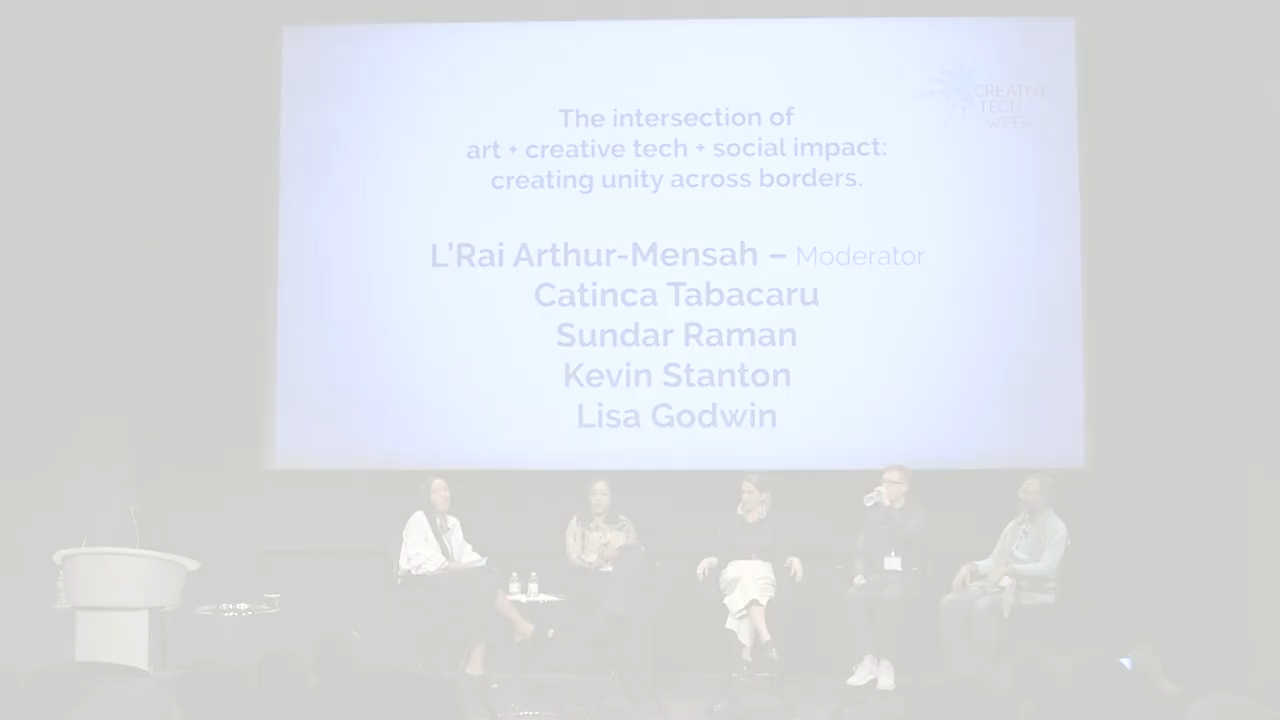 CREATIVE
TECH
WEEK
The intersection of
art + creative tech + social impact:
creating unity across borders.
L'Rai Arthur-Mensah – Moderator
Catinca Tabacaru
Sundar Raman
Kevin Stanton
Lisa Godwin